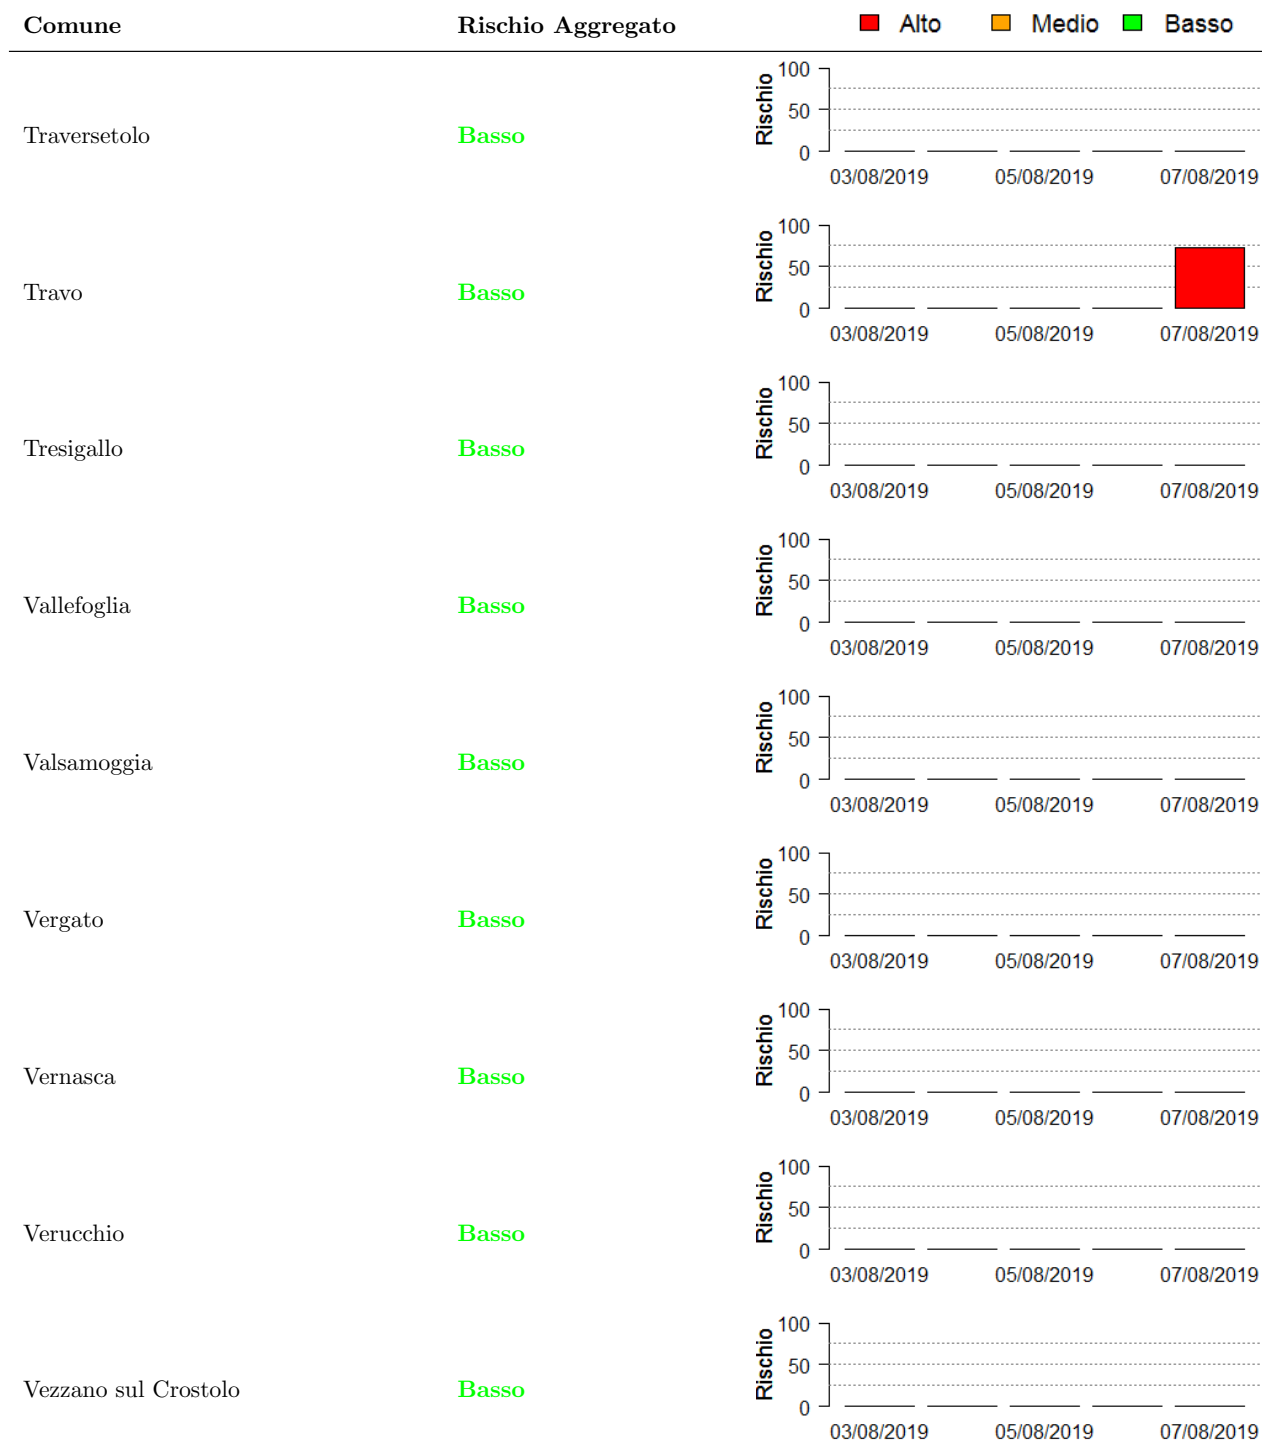 Comune Rischio Aggregato Alto Medio Basso
Traversetolo Basso
Rischio
100
50
0
03/08/2019 05/08/2019 07/08/2019
Travo Basso
Rischio
100
50
0
03/08/2019 05/08/2019 07/08/2019
Tresigallo Basso
Rischio
100
50
0
03/08/2019 05/08/2019 07/08/2019
Vallefoglia Basso
Rischio
100
50
0
03/08/2019 05/08/2019 07/08/2019
Valsamoggia Basso
Rischio
100
50
0
03/08/2019 05/08/2019 07/08/2019
Vergato Basso
Rischio
100
50
0
03/08/2019 05/08/2019 07/08/2019
Vernasca Basso
Rischio
100
50
0
03/08/2019 05/08/2019 07/08/2019
Verucchio Basso
Rischio
100
50
0
03/08/2019 05/08/2019 07/08/2019
Vezzano sul Crostolo Basso
Rischio
100
50
0
03/08/2019 05/08/2019 07/08/2019